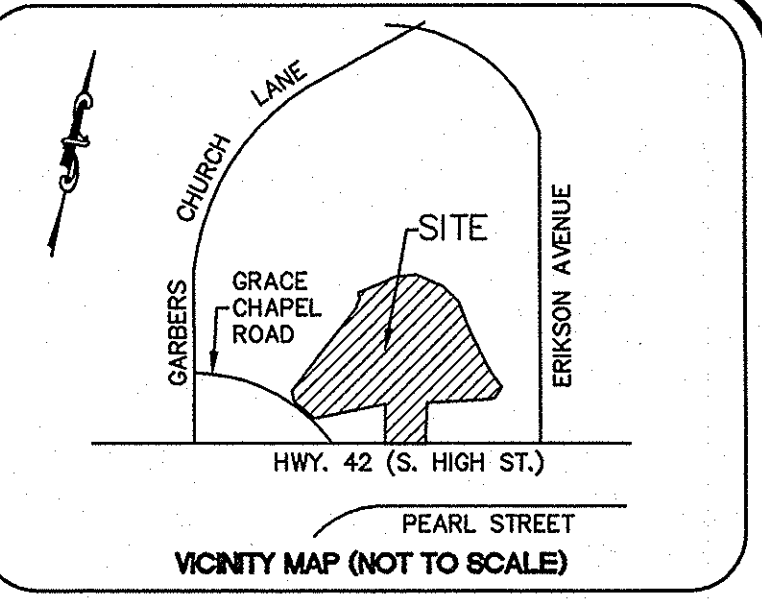 LANE
CHURCH
GARBERS
GRACE
CHAPEL
ROAD
SITE
ERIKSON AVENUE
HWY. 42 (S. HIGH ST.)
PEARL STREET
VICINITY MAP (NOT TO SCALE)